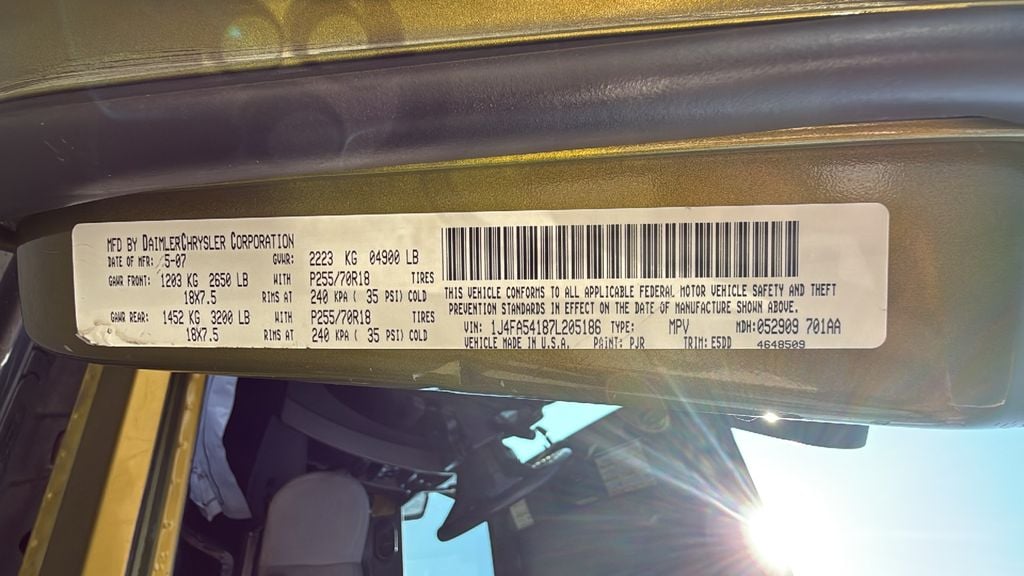 MFD BY DAIMLERCHRYSLER CORPORATION
DATE OF MFR: 5-07 GVWR: 2223 KG 04900 LB
GAWR FRONT: 1203 KG 2650 LB WITH P255/70R18 TIRES
18X7.5 RIMS AT 240 KPA ( 35 PSI) COLD
GAWR REAR: 1452 KG 3200 LB WITH P255/70R18 TIRES
18X7.5 RIMS AT 240 KPA ( 35 PSI) COLD
THIS VEHICLE CONFORMS TO ALL APPLICABLE FEDERAL MOTOR VEHICLE SAFETY AND THEFT
PREVENTION STANDARDS IN EFFECT ON THE DATE OF MANUFACTURE SHOWN ABOVE.
VIN: 1J4FA54187L205186 TYPE: MPV MDH:052909 701AA
VEHICLE MADE IN U.S.A. PAINT: PJR TRIM:E5DD 4648509